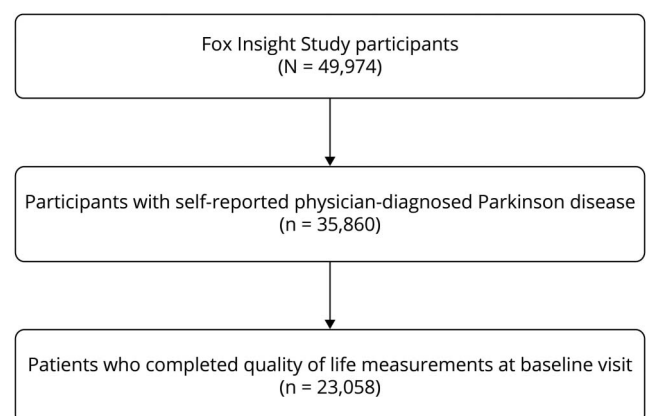 Fox Insight Study participants
(N = 49,974)
Participants with self-reported physician-diagnosed Parkinson disease
(n = 35,860)
Patients who completed quality of life measurements at baseline visit
(n = 23,058)